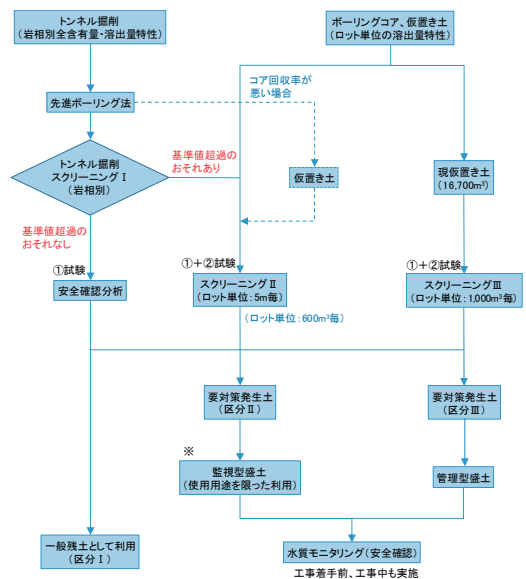 トンネル掘削
(岩相別全含有量・溶出量特性)
ボーリングコア、仮置き土
(ロット単位の溶出量特性)
先進ボーリング法
コア回収率が
悪い場合
トンネル掘削
スクリーニングⅠ
(岩相別)
基準値超過の
おそれあり
仮置き土
現仮置き土
(16,700m³)
基準値超過の
おそれなし
①試験
安全確認分析
①+②試験
スクリーニングⅡ
(ロット単位:5m毎)
(ロット単位:600m³毎)
①+②試験
スクリーニングⅢ
(ロット単位:1,000m³毎)
要対策発生土
(区分Ⅱ)
要対策発生土
(区分Ⅲ)
※
監視型盛土
(使用用途を限った利用)
管理型盛土
一般残土として利用
(区分Ⅰ)
水質モニタリング(安全確認)
工事着手前、工事中も実施